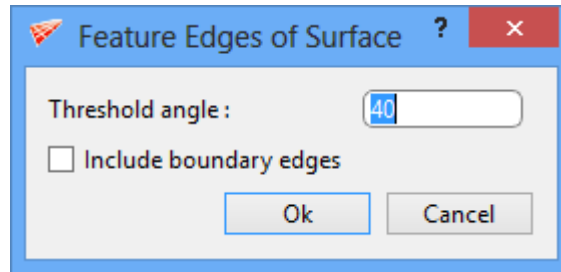 Feature Edges of Surface ? ×
Threshold angle : 40
Include boundary edges
Ok Cancel